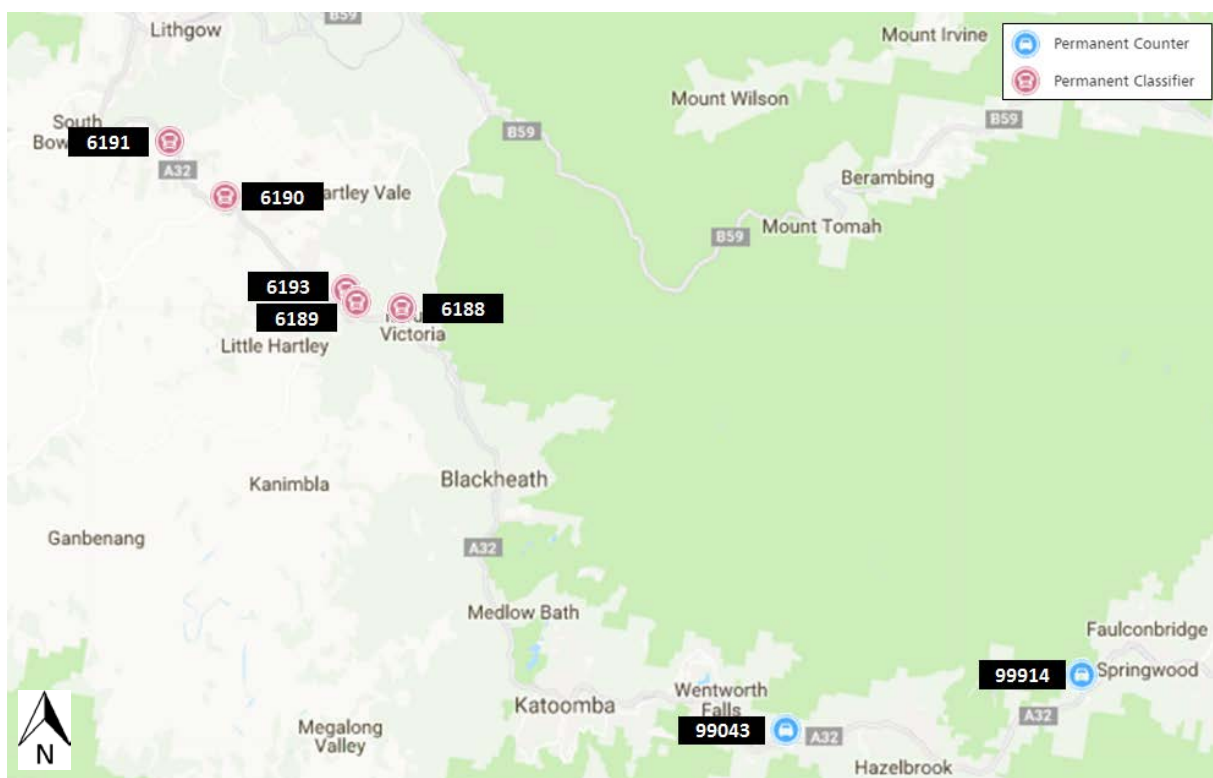 B59
Lithgow
Mount Irvine
Permanent Counter
Permanent Classifier
Mount Wilson
South
Bow
6191
B59
B59
A32
6190
artley Vale
Berambing
Mount Tomah
B59
6193
6189
6188
Victoria
Little Hartley
Blackheath
Kanimbla
Ganbenang
A32
Medlow Bath
Faulconbridge
99914
Springwood
Wentworth
Falls
Katoomba
99043
A32
A32
Megalong
Valley
Hazelbrook
N